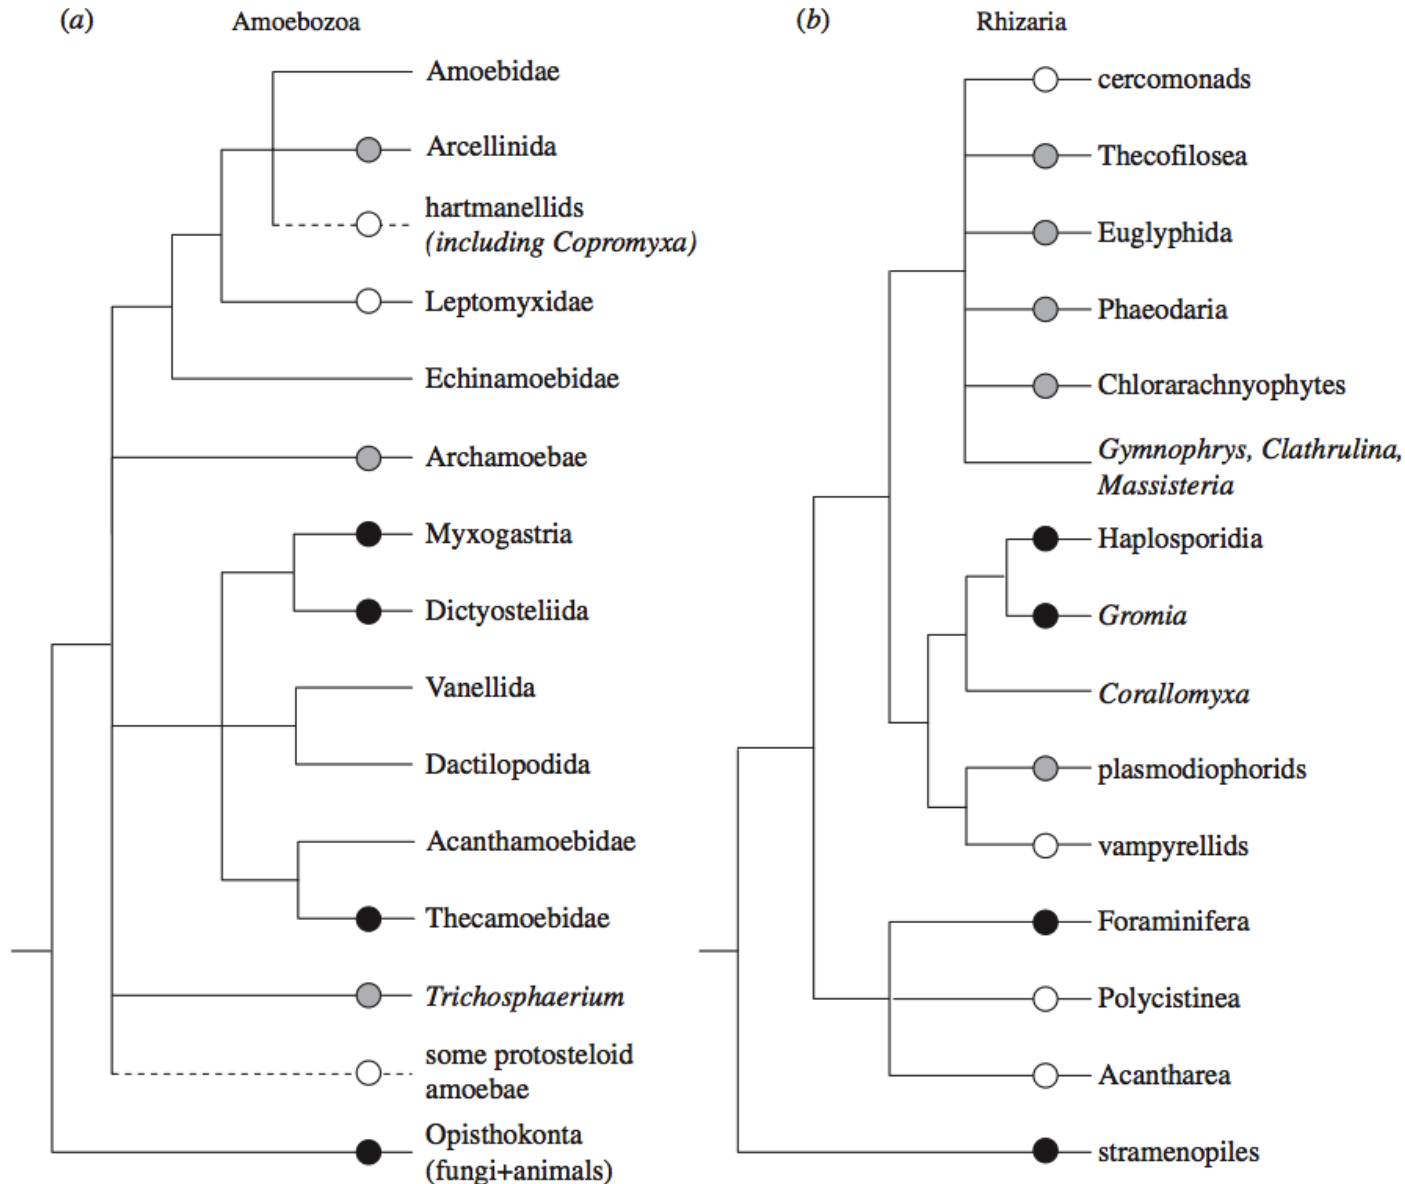 (a) Amoebozoa
Amoebidae
Arcellinida
hartmanellids
(including Copromyxa)
Leptomyxidae
Echinamoebidae
Archamoebae
Myxogastria
Dictyosteliida
Vanellida
Dactilopodida
Acanthamoebidae
Thecamoebidae
Trichosphaerium
some protosteloid
amoebae
Opisthokonta
(fungi+animals)
(b) Rhizaria
cercomonads
Thecofilosea
Euglyphida
Phaeodaria
Chlorarachnyophytes
Gymnophrys, Clathrulina,
Massisteria
Haplosporidia
Gromia
Corallomyxa
plasmodiophorids
vampyrellids
Foraminifera
Polycistinea
Acantharea
stramenopiles